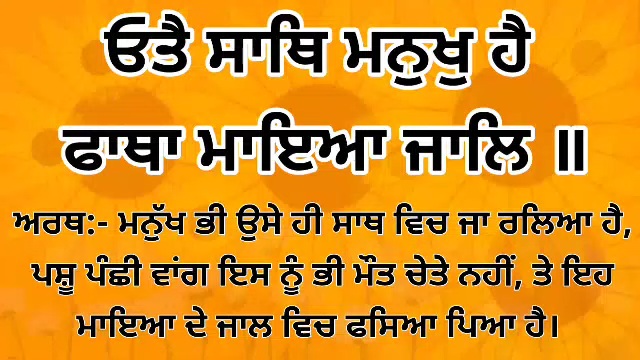 ਓਤੈ ਸਾਥਿ ਮਨੁਖੁ ਹੈ
ਫਾਥਾ ਮਾਇਆ ਜਾਲਿ ॥
ਅਰਥ:- ਮਨੁੱਖ ਭੀ ਉਸੇ ਹੀ ਸਾਥ ਵਿਚ ਜਾ ਰਲਿਆ ਹੈ,
ਪਸ਼ੂ ਪੰਛੀ ਵਾਂਗ ਇਸ ਨੂੰ ਭੀ ਮੌਤ ਚੇਤੇ ਨਹੀਂ, ਤੇ ਇਹ
ਮਾਇਆ ਦੇ ਜਾਲ ਵਿਚ ਫਸਿਆ ਪਿਆ ਹੈ।